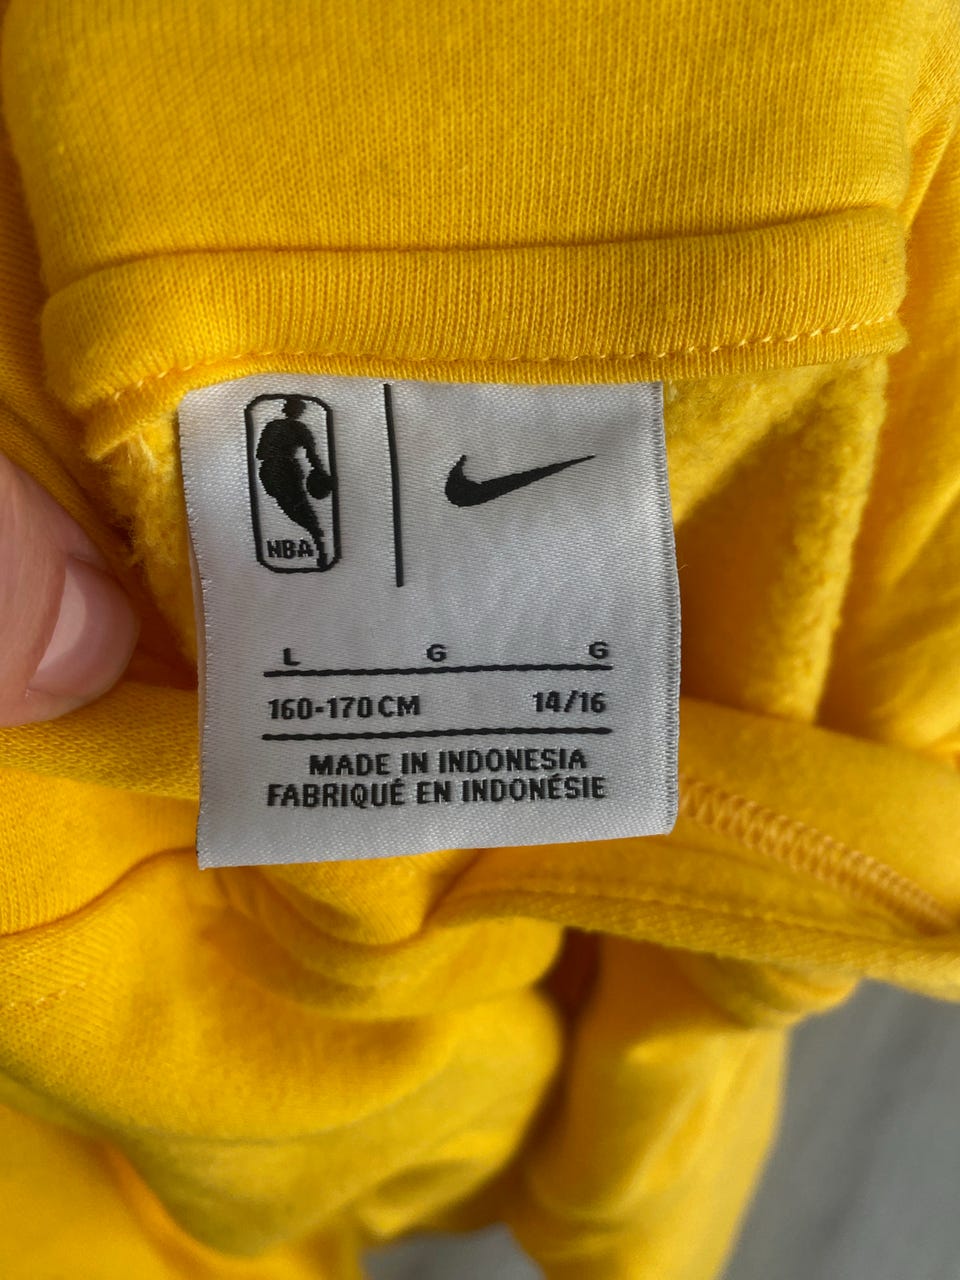 NBA
L G G
160-170 CM 14/16
MADE IN INDONESIA
FABRIQUÉ EN INDONÉSIE